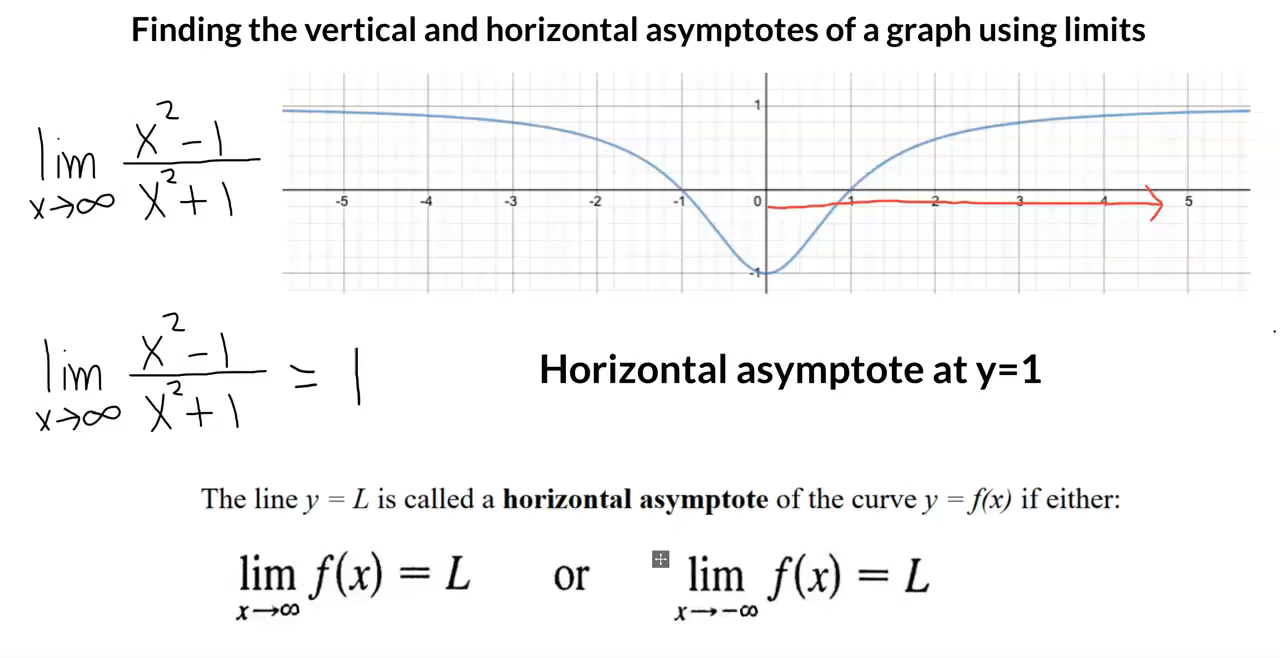 Finding the vertical and horizontal asymptotes of a graph using limits
lim x→∞ (x² - 1)/(x² + 1)
1
-5 -4 -3 -2 -1 0 1 2 3 4 5
-1
lim x→∞ (x² - 1)/(x² + 1) = 1
Horizontal asymptote at y=1
The line y = L is called a horizontal asymptote of the curve y = f(x) if either:
lim x→∞ f(x) = L or lim x→-∞ f(x) = L